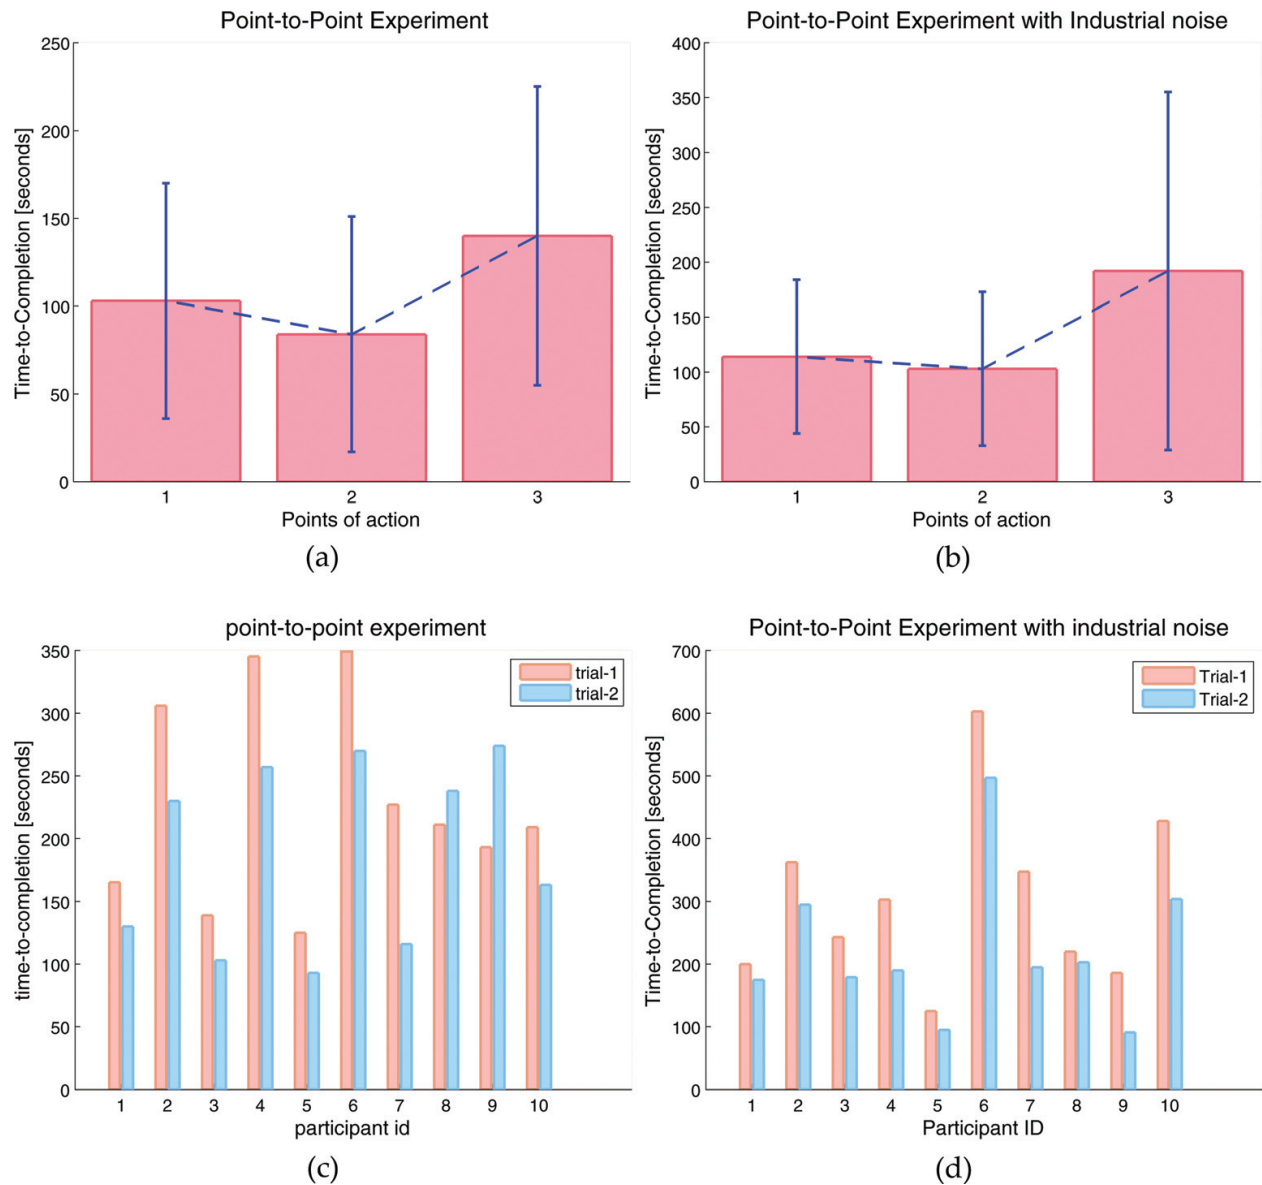 Point-to-Point Experiment
Time-to-Completion [seconds]
250
200
150
100
50
0
1 2 3
Points of action
(a)
Point-to-Point Experiment with Industrial noise
Time-to-Completion [seconds]
400
350
300
250
200
150
100
50
0
1 2 3
Points of action
(b)
point-to-point experiment
time-to-completion [seconds]
350
300
250
200
150
100
50
0
trial-1
trial-2
1 2 3 4 5 6 7 8 9 10
participant id
(c)
Point-to-Point Experiment with industrial noise
Time-to-Completion [seconds]
700
600
500
400
300
200
100
0
Trial-1
Trial-2
1 2 3 4 5 6 7 8 9 10
Participant ID
(d)